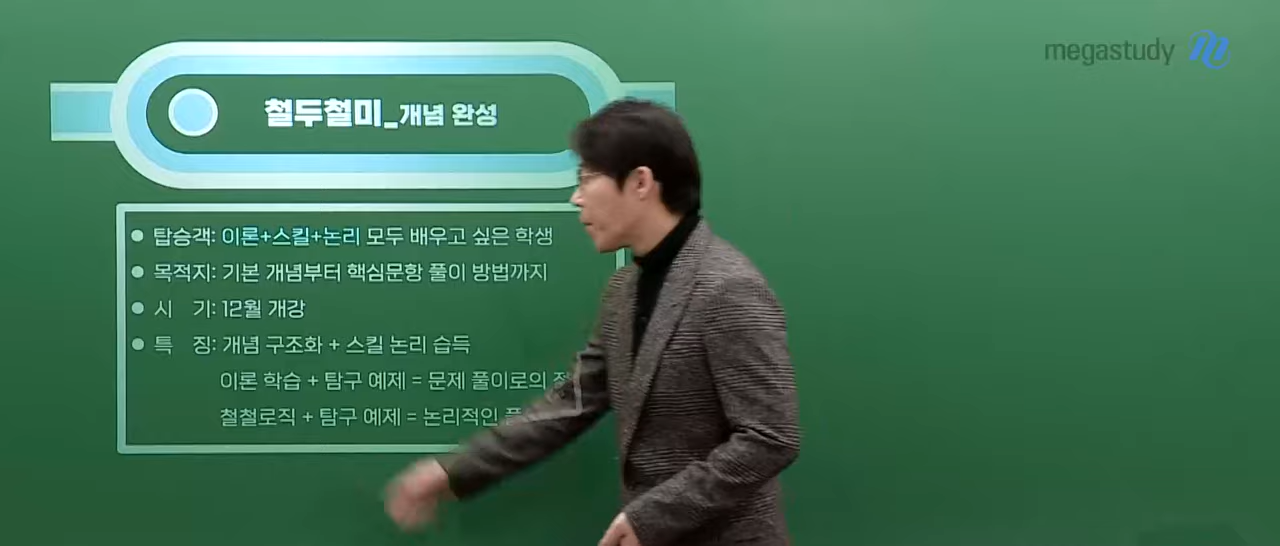 megastudy
철두철미_개념 완성
탑승객: 이론+스킬+논리 모두 배우고 싶은 학생
목적지: 기본 개념부터 핵심문항 풀이 방법까지
시 기: 12월 개강
특 징: 개념 구조화 + 스킬 논리 습득
이론 학습 + 탐구 예제 = 문제 풀이로의
철철로직 + 탐구 예제 = 논리적인